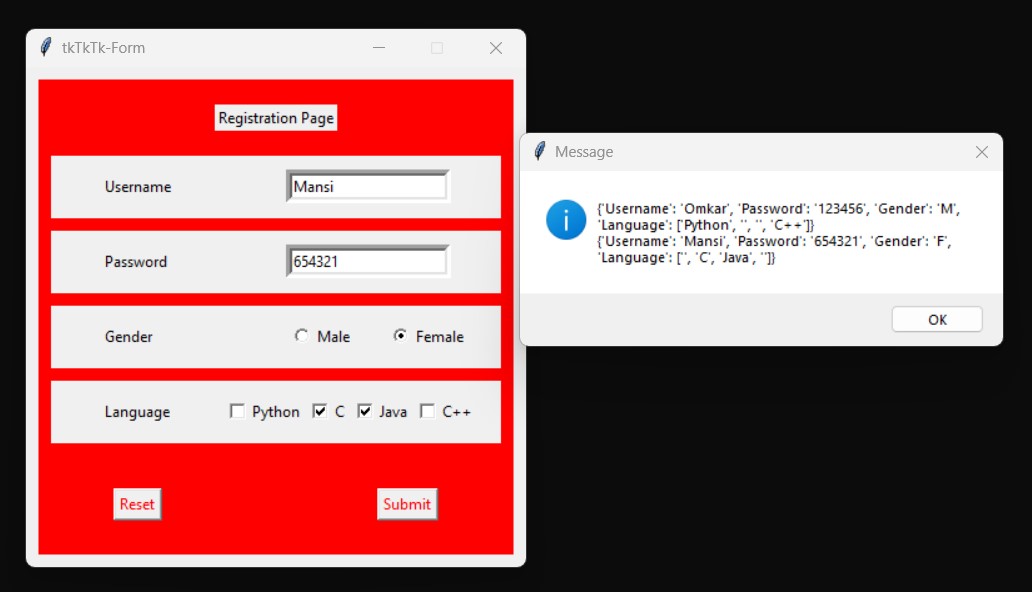 tkTkTk-Form
Registration Page
Username Mansi
Password 654321
Gender Male Female
Language Python C Java C++
Reset Submit
Message
{'Username': 'Omkar', 'Password': '123456', 'Gender': 'M',
'Language': ['Python', '', '', 'C++']}
{'Username': 'Mansi', 'Password': '654321', 'Gender': 'F',
'Language': ['', 'C', 'Java', '']}
OK